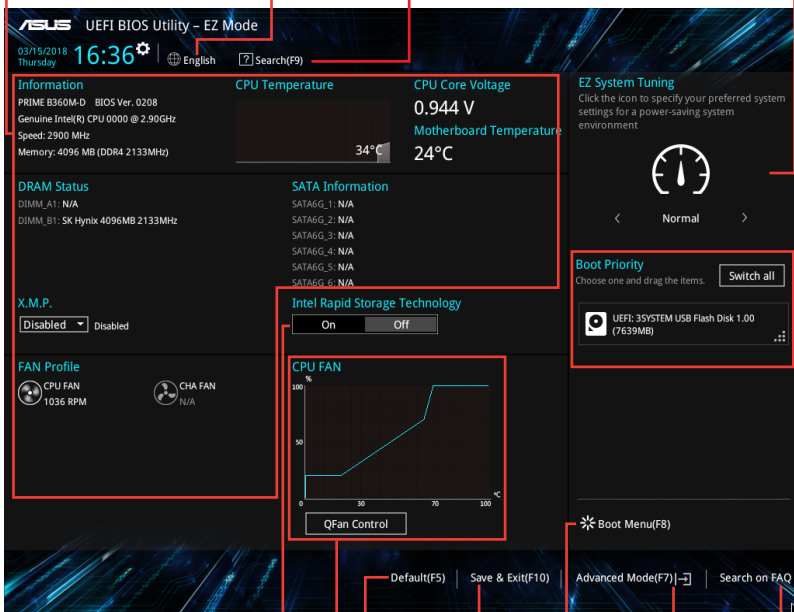 ASUS UEFI BIOS Utility – EZ Mode
03/15/2018
Thursday
16:36
English
Search(F9)
Information
PRIME B360M-D BIOS Ver. 0208
Genuine Intel(R) CPU 0000 @ 2.90GHz
Speed: 2900 MHz
Memory: 4096 MB (DDR4 2133MHz)
CPU Temperature
34°C
CPU Core Voltage
0.944 V
Motherboard Temperature
24°C
EZ System Tuning
Click the icon to specify your preferred system
settings for a power-saving system
environment
Normal
DRAM Status
DIMM_A1: N/A
DIMM_B1: SK Hynix 4096MB 2133MHz
SATA Information
SATA6G_1: N/A
SATA6G_2: N/A
SATA6G_3: N/A
SATA6G_4: N/A
SATA6G_5: N/A
SATA6G_6: N/A
Boot Priority
Choose one and drag the items.
Switch all
UEFI: 3SYSTEM USB Flash Disk 1.00
(7639MB)
X.M.P.
Disabled
Disabled
Intel Rapid Storage Technology
On
Off
FAN Profile
CPU FAN
1036 RPM
CHA FAN
N/A
CPU FAN
%
100
50
0
30
70
100
°C
QFan Control
Boot Menu(F8)
Default(F5)
Save & Exit(F10)
Advanced Mode(F7)
Search on FAQ